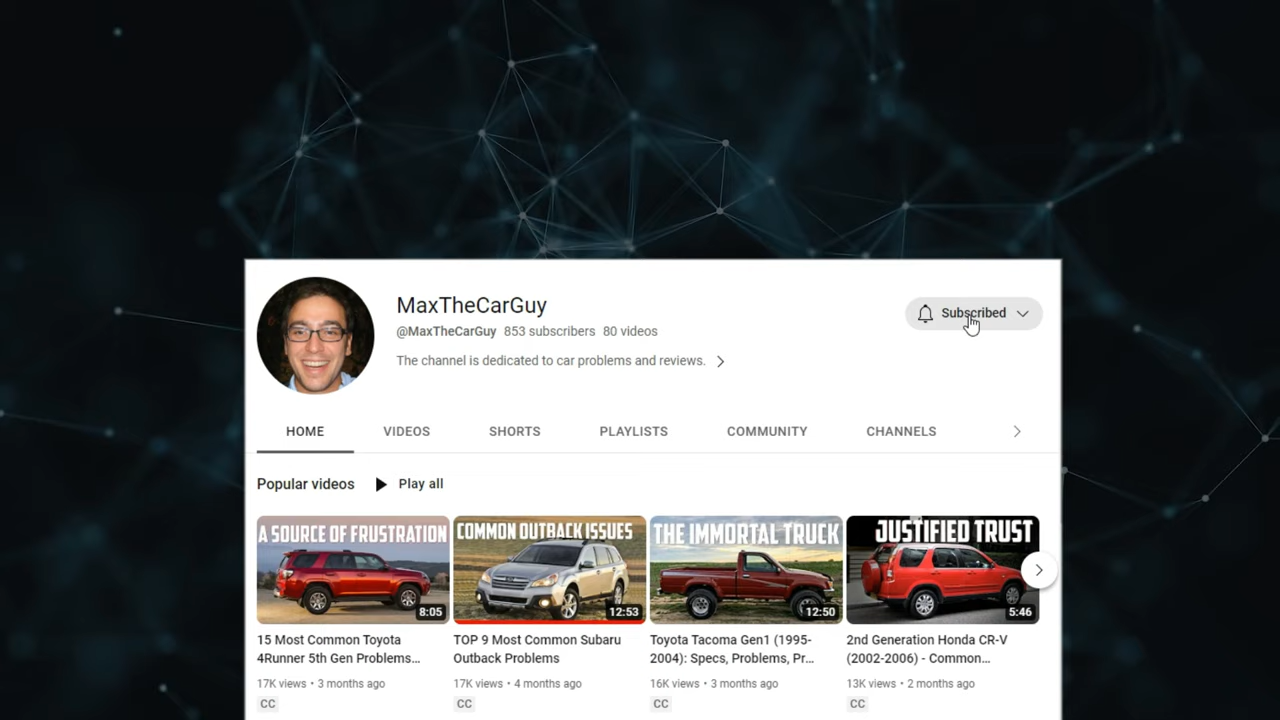 MaxTheCarGuy
@MaxTheCarGuy 853 subscribers 80 videos
Subscribed
The channel is dedicated to car problems and reviews.
HOME VIDEOS SHORTS PLAYLISTS COMMUNITY CHANNELS
Popular videos Play all
A SOURCE OF FRUSTRATION
8:05
COMMON OUTBACK ISSUES
12:53
THE IMMORTAL TRUCK
12:50
JUSTIFIED TRUST
5:46
15 Most Common Toyota
4Runner 5th Gen Problems...
17K views • 3 months ago
CC
TOP 9 Most Common Subaru
Outback Problems
17K views • 4 months ago
CC
Toyota Tacoma Gen1 (1995-
2004): Specs, Problems, Pr...
16K views • 3 months ago
CC
2nd Generation Honda CR-V
(2002-2006) - Common...
13K views • 2 months ago
CC